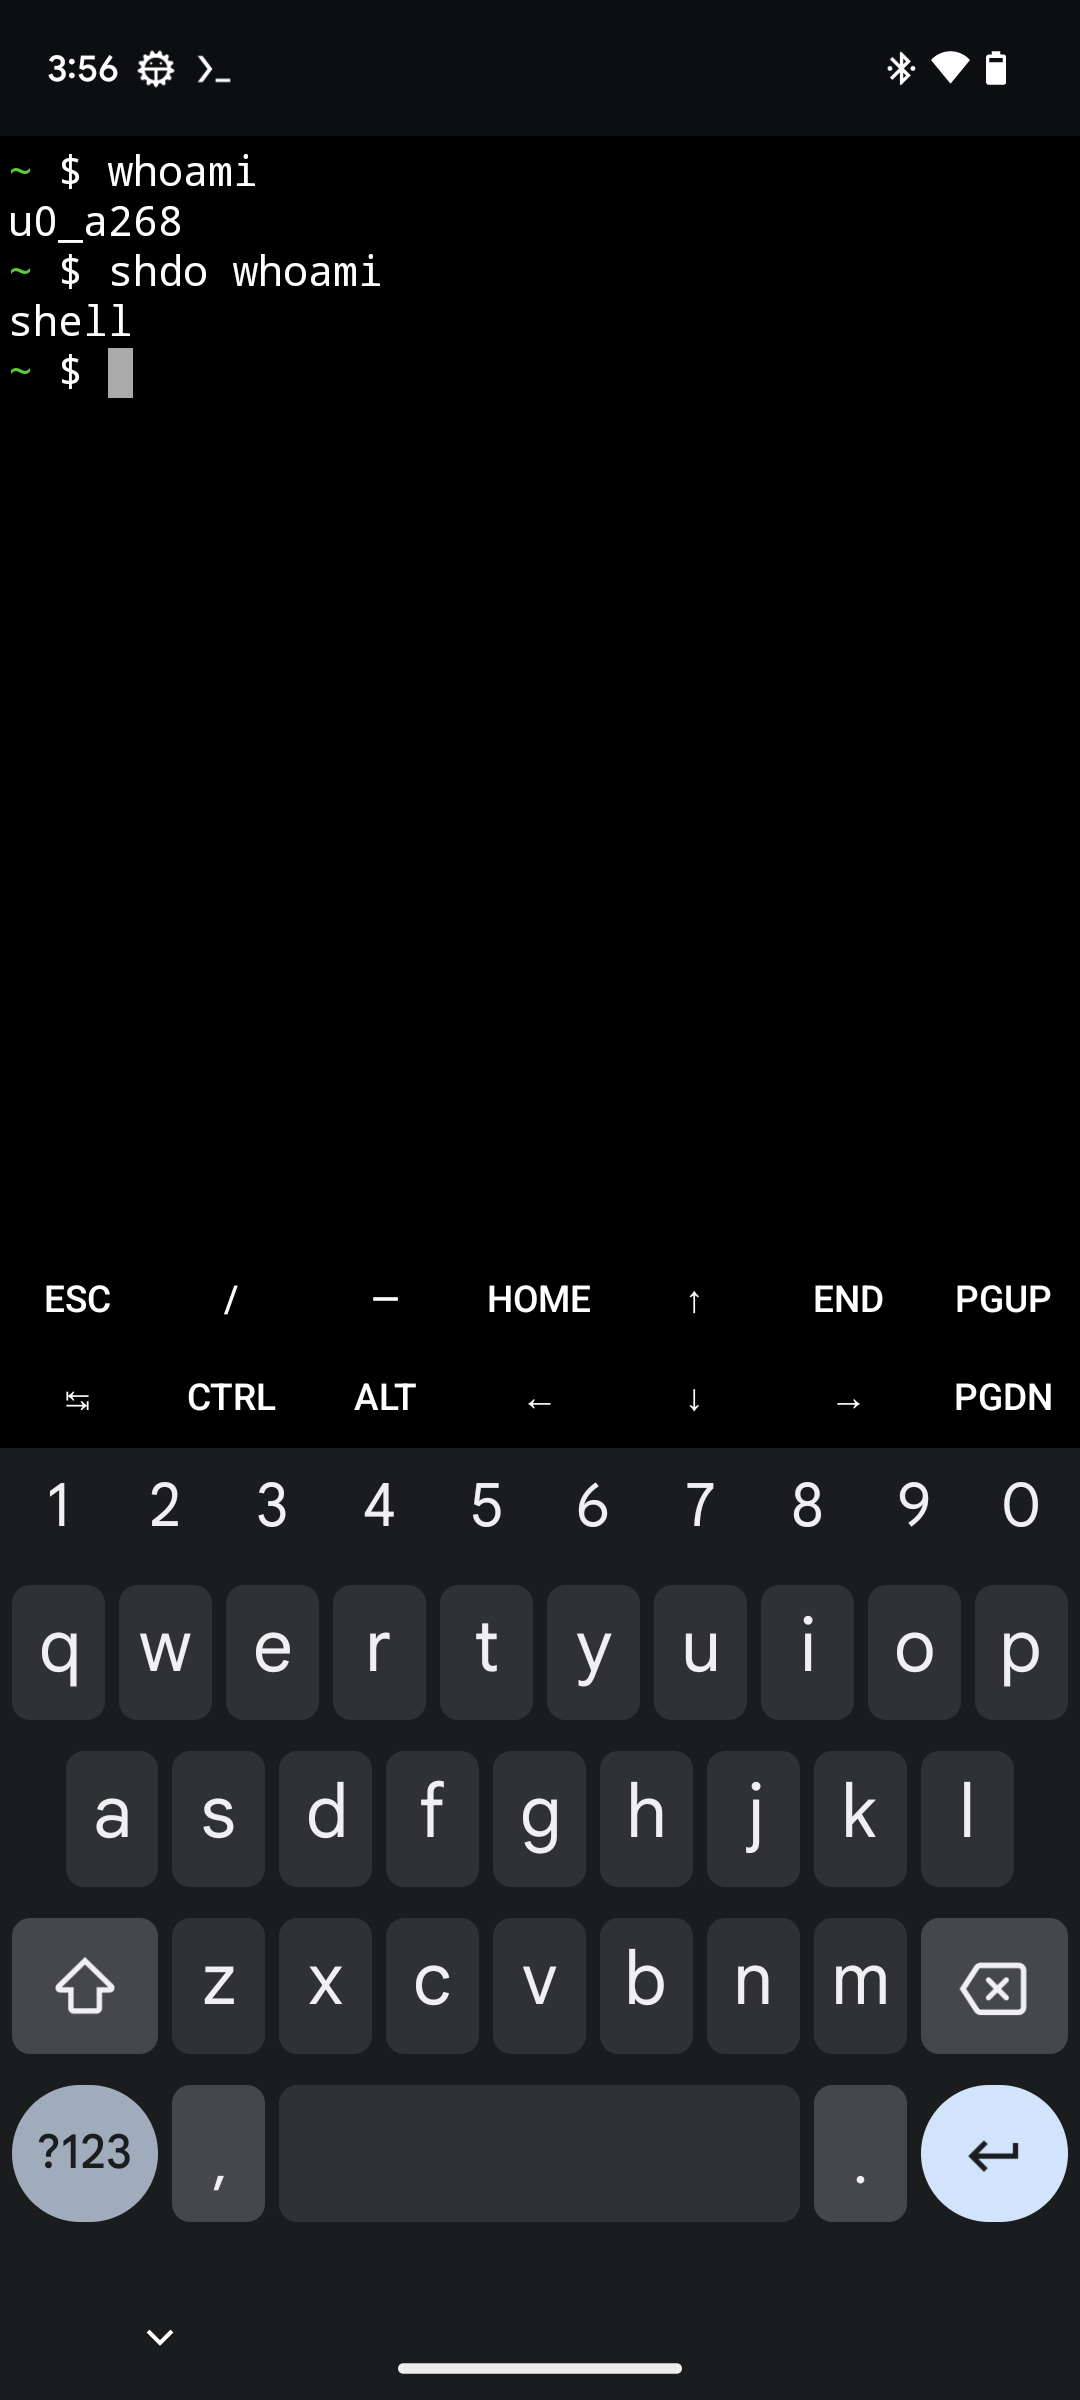 3:56
~ $ whoami
u0_a268
~ $ shdo whoami
shell
~ $
ESC / — HOME ↑ END PGUP
↹ CTRL ALT ← ↓ → PGDN
1 2 3 4 5 6 7 8 9 0
q w e r t y u i o p
a s d f g h j k l
z x c v b n m
?123 , .